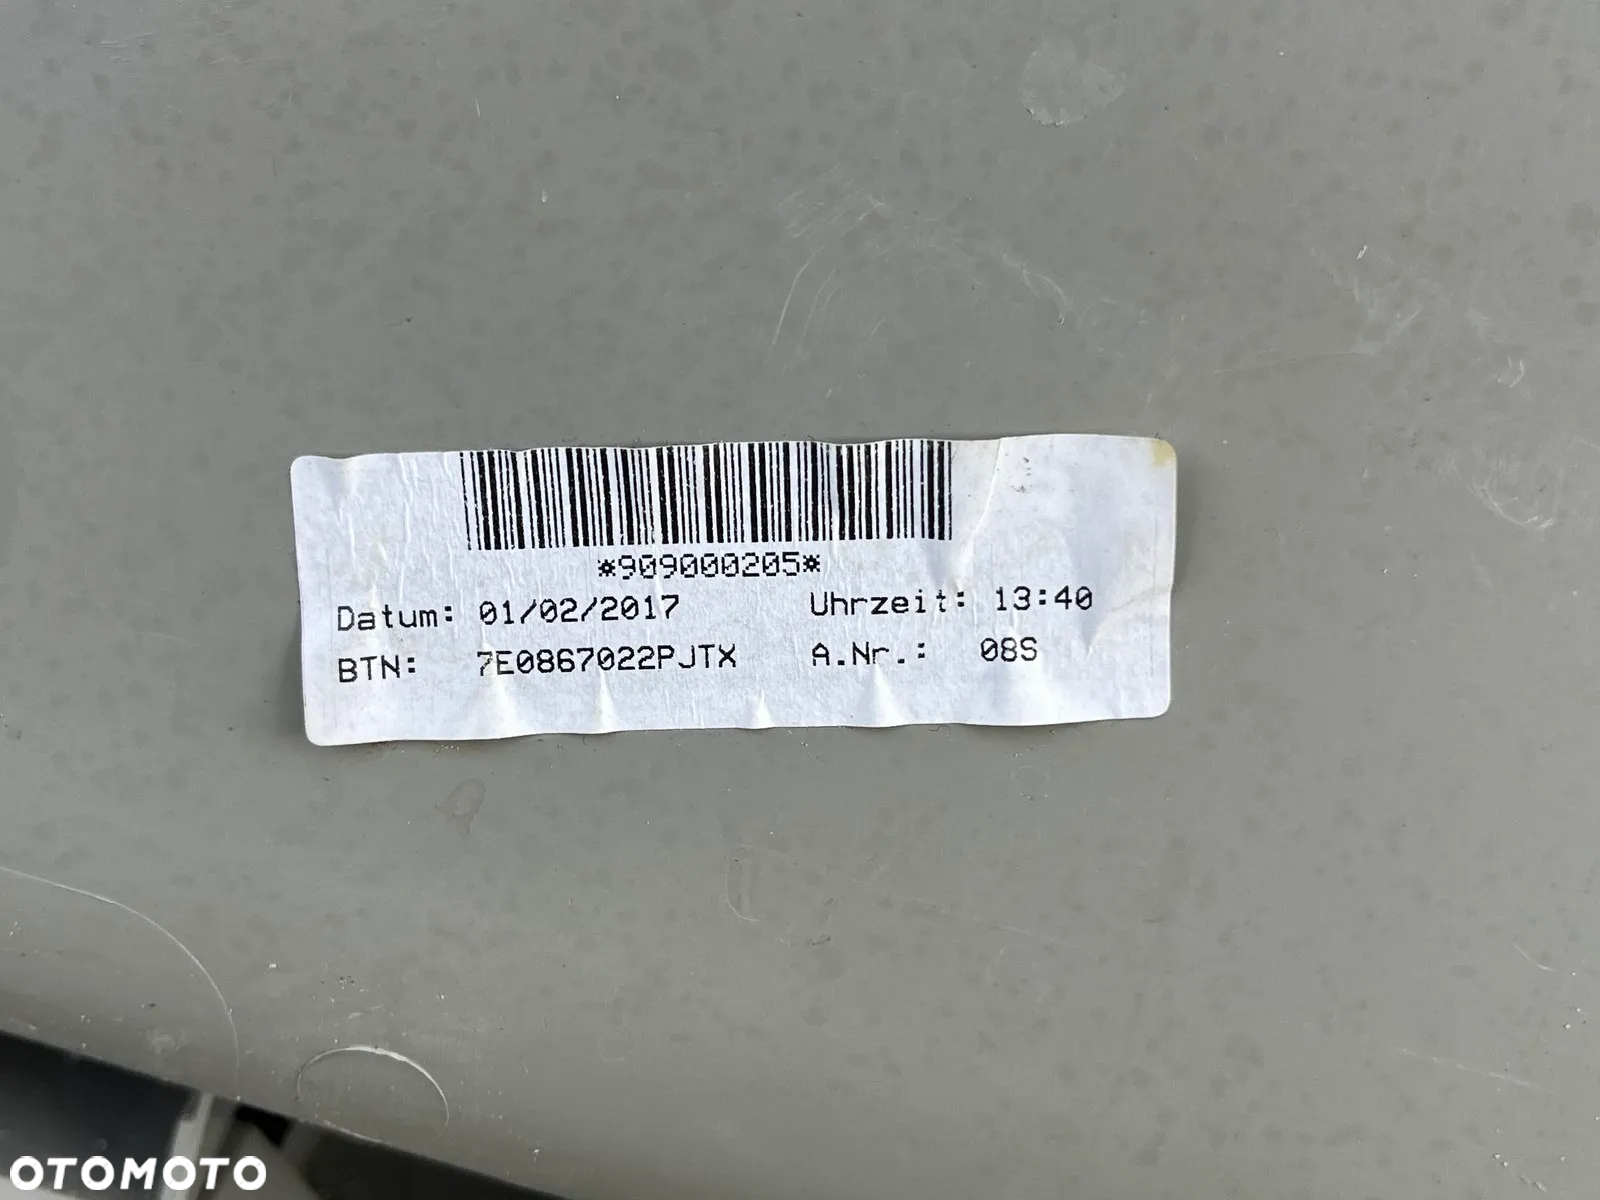 *909000205*
Datum: 01/02/2017 Uhrzeit: 13:40
BTN: 7E0867022PJTX A.Nr.: 08S
OTOMOTO